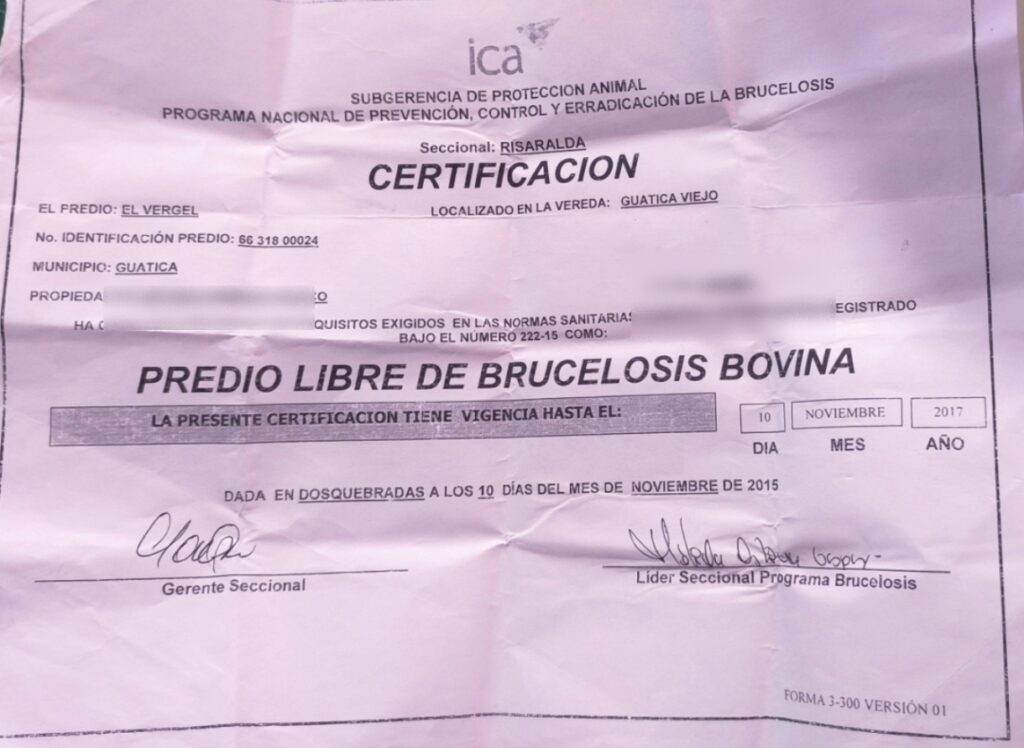 ica
SUBGERENCIA DE PROTECCION ANIMAL
PROGRAMA NACIONAL DE PREVENCIÓN, CONTROL Y ERRADICACIÓN DE LA BRUCELOSIS
Seccional: RISARALDA
CERTIFICACION
EL PREDIO: EL VERGEL LOCALIZADO EN LA VEREDA: GUATICA VIEJO
No. IDENTIFICACIÓN PREDIO: 66 318 00024
MUNICIPIO: GUATICA
PROPIEDA
HA QUISITOS EXIGIDOS EN LAS NORMAS SANITARIAS EGISTRADO
BAJO EL NÚMERO 222-15 COMO:
PREDIO LIBRE DE BRUCELOSIS BOVINA
LA PRESENTE CERTIFICACION TIENE VIGENCIA HASTA EL: 10 NOVIEMBRE 2017
DIA MES AÑO
DADA EN DOSQUEBRADAS A LOS 10 DÍAS DEL MES DE NOVIEMBRE DE 2015
Gerente Seccional Líder Seccional Programa Brucelosis
FORMA 3-300 VERSIÓN 01